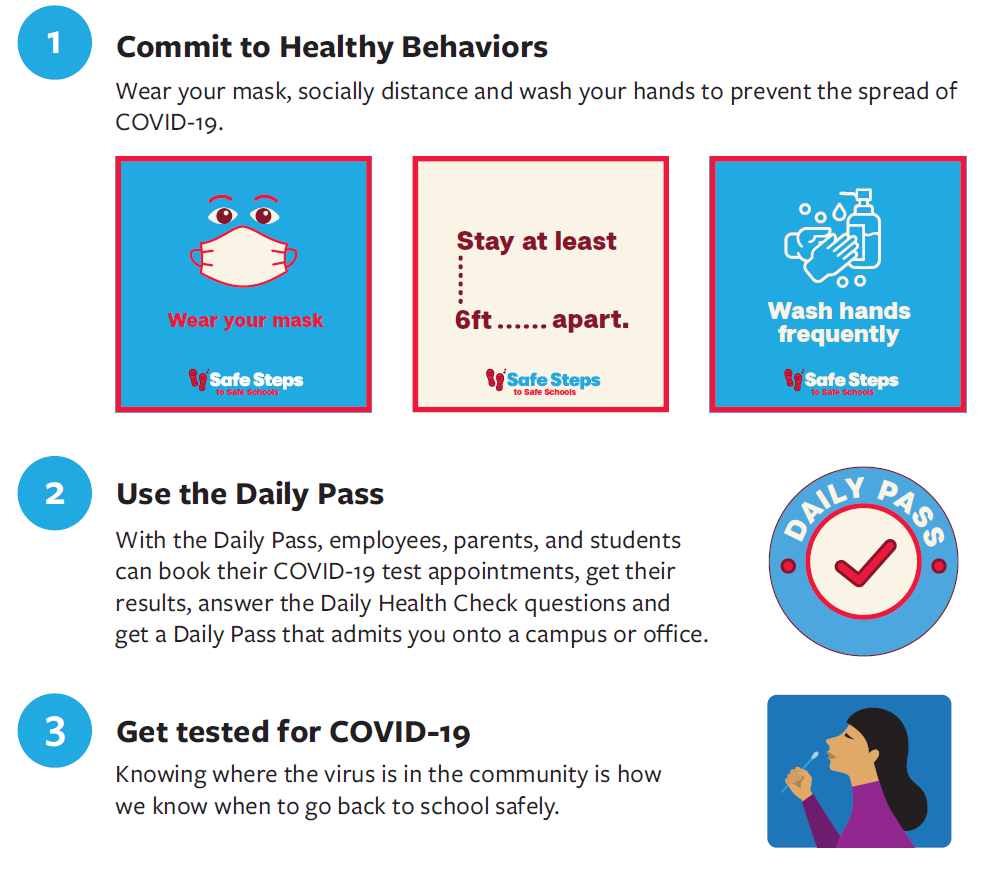 1
Commit to Healthy Behaviors
Wear your mask, socially distance and wash your hands to prevent the spread of
COVID-19.
Wear your mask
Safe Steps
to Safe Schools
Stay at least
6ft ...... apart.
Safe Steps
to Safe Schools
Wash hands
frequently
Safe Steps
to Safe Schools
2
Use the Daily Pass
With the Daily Pass, employees, parents, and students
can book their COVID-19 test appointments, get their
results, answer the Daily Health Check questions and
get a Daily Pass that admits you onto a campus or office.
DAILY PASS
3
Get tested for COVID-19
Knowing where the virus is in the community is how
we know when to go back to school safely.